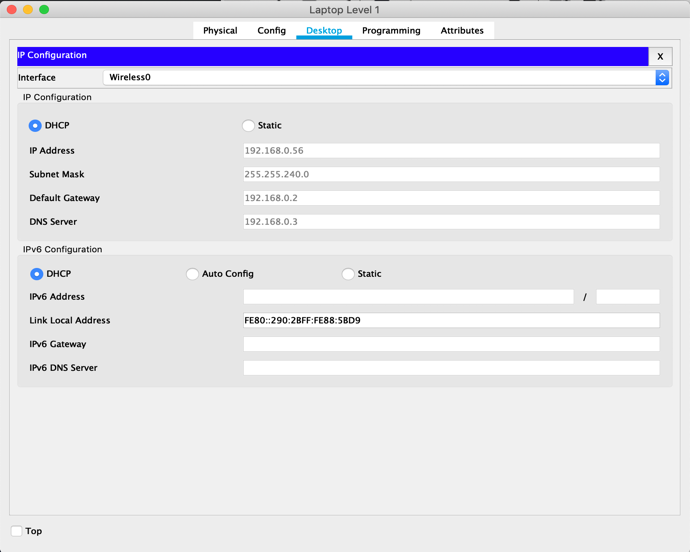 Laptop Level 1
Physical Config Desktop Programming Attributes
IP Configuration X
Interface Wireless0
IP Configuration
DHCP Static
IP Address 192.168.0.56
Subnet Mask 255.255.240.0
Default Gateway 192.168.0.2
DNS Server 192.168.0.3
IPv6 Configuration
DHCP Auto Config Static
IPv6 Address /
Link Local Address FE80::290:2BFF:FE88:5BD9
IPv6 Gateway
IPv6 DNS Server
Top